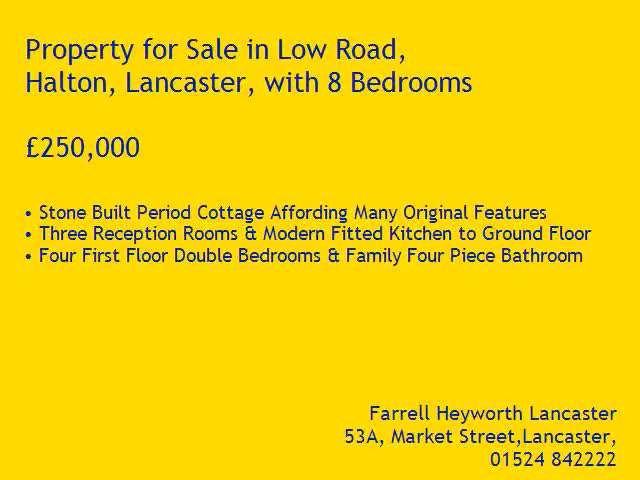 Property for Sale in Low Road,
Halton, Lancaster, with 8 Bedrooms
£250,000
• Stone Built Period Cottage Affording Many Original Features
• Three Reception Rooms & Modern Fitted Kitchen to Ground Floor
• Four First Floor Double Bedrooms & Family Four Piece Bathroom
Farrell Heyworth Lancaster
53A, Market Street,Lancaster,
01524 842222